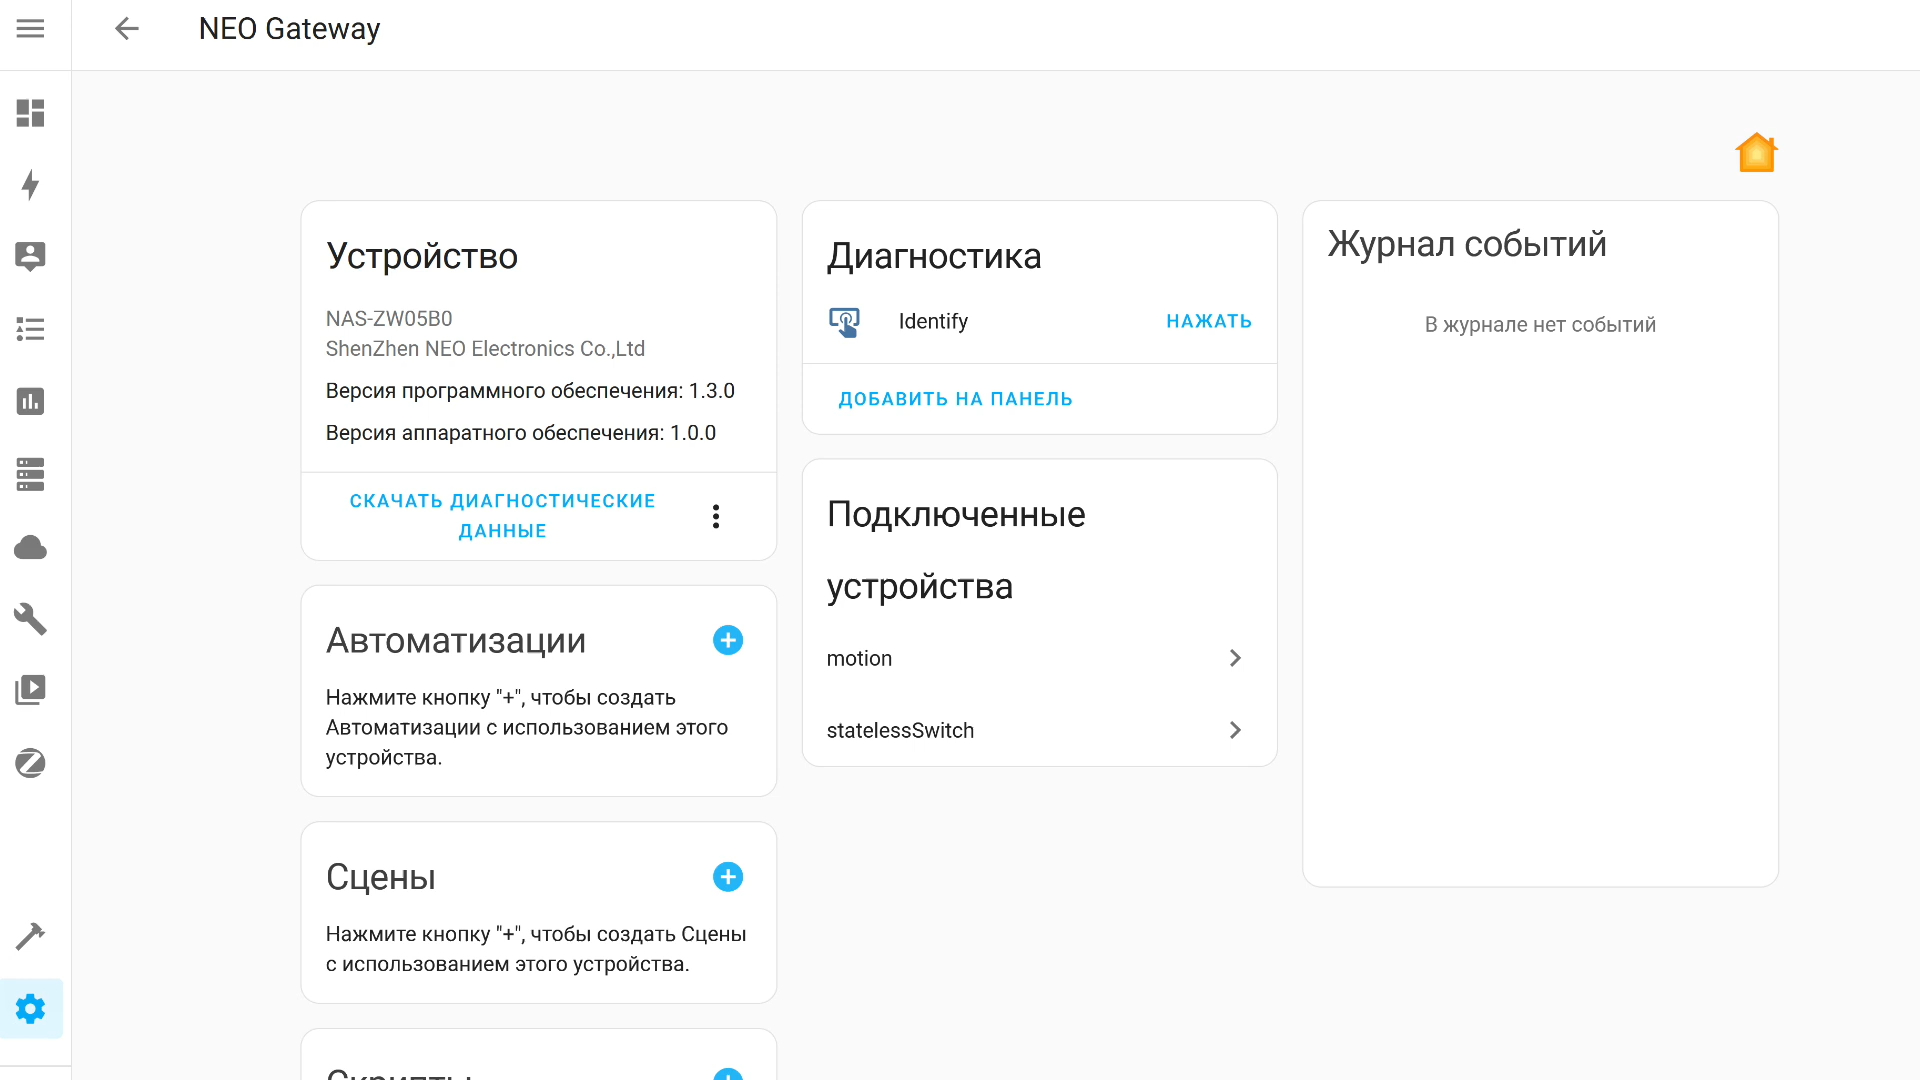 NEO Gateway
Устройство
NAS-ZW05B0
ShenZhen NEO Electronics Co.,Ltd
Версия программного обеспечения: 1.3.0
Версия аппаратного обеспечения: 1.0.0
СКАЧАТЬ ДИАГНОСТИЧЕСКИЕ
ДАННЫЕ
Автоматизации
Нажмите кнопку "+", чтобы создать
Автоматизации с использованием этого
устройства.
Сцены
Нажмите кнопку "+", чтобы создать Сцены
с использованием этого устройства.
Скрипты
Диагностика
Identify
НАЖАТЬ
ДОБАВИТЬ НА ПАНЕЛЬ
Подключенные
устройства
motion
statelessSwitch
Журнал событий
В журнале нет событий